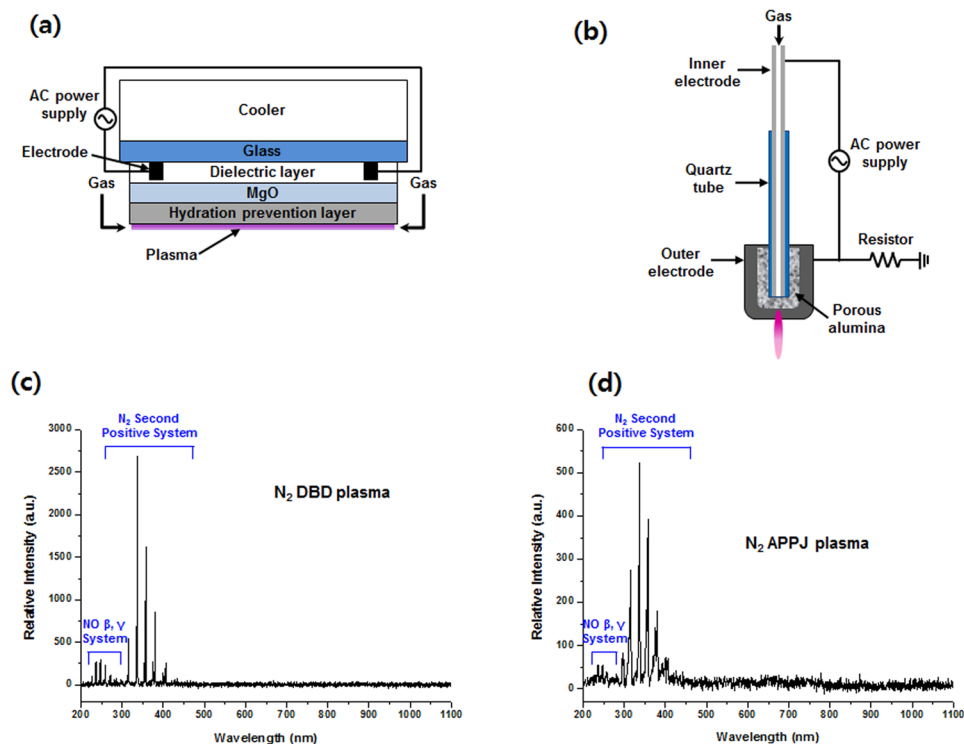 (a)
AC power
supply
Cooler
Electrode
Glass
Dielectric layer
Gas
Gas
MgO
Hydration prevention layer
Plasma
(b)
Gas
Inner
electrode
AC power
supply
Quartz
tube
Outer
electrode
Resistor
Porous
alumina
(c)
N₂ Second
Positive System
3000
2500
2000
1500
1000
500
0
Relative Intensity (a.u.)
N₂ DBD plasma
NO β, γ
System
200 300 400 500 600 700 800 900 1000 1100
Wavelength (nm)
(d)
N₂ Second
Positive System
600
500
400
300
200
100
0
Relative Intensity (a.u.)
N₂ APPJ plasma
NO β, γ
System
200 300 400 500 600 700 800 900 1000 1100
Wavelength (nm)